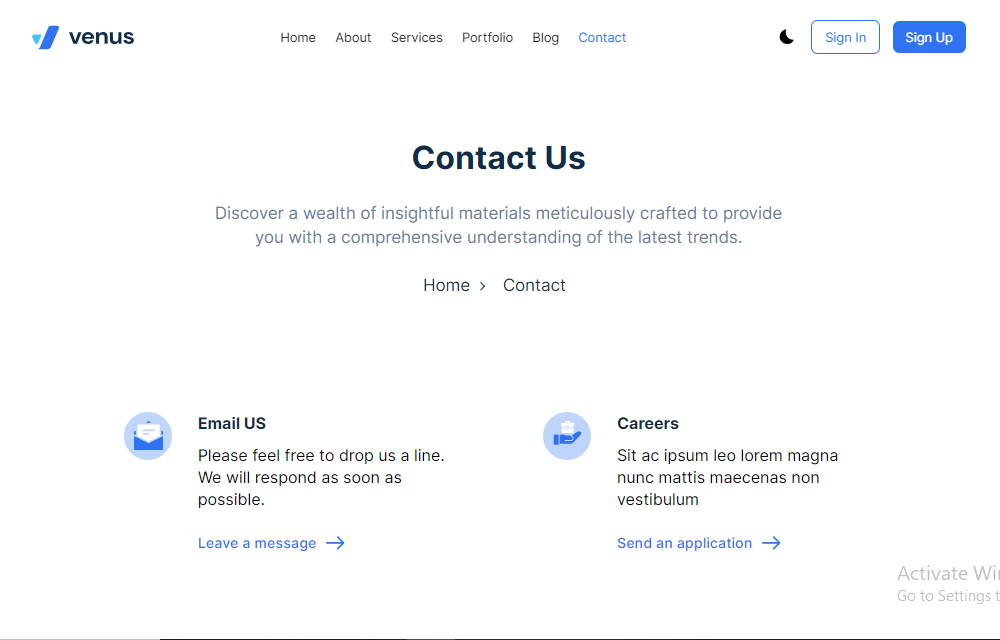 venus
Home About Services Portfolio Blog Contact
Sign In
Sign Up
Contact Us
Discover a wealth of insightful materials meticulously crafted to provide
you with a comprehensive understanding of the latest trends.
Home > Contact
Email US
Please feel free to drop us a line.
We will respond as soon as
possible.
Leave a message →
Careers
Sit ac ipsum leo lorem magna
nunc mattis maecenas non
vestibulum
Send an application →
Activate Wi
Go to Settings t